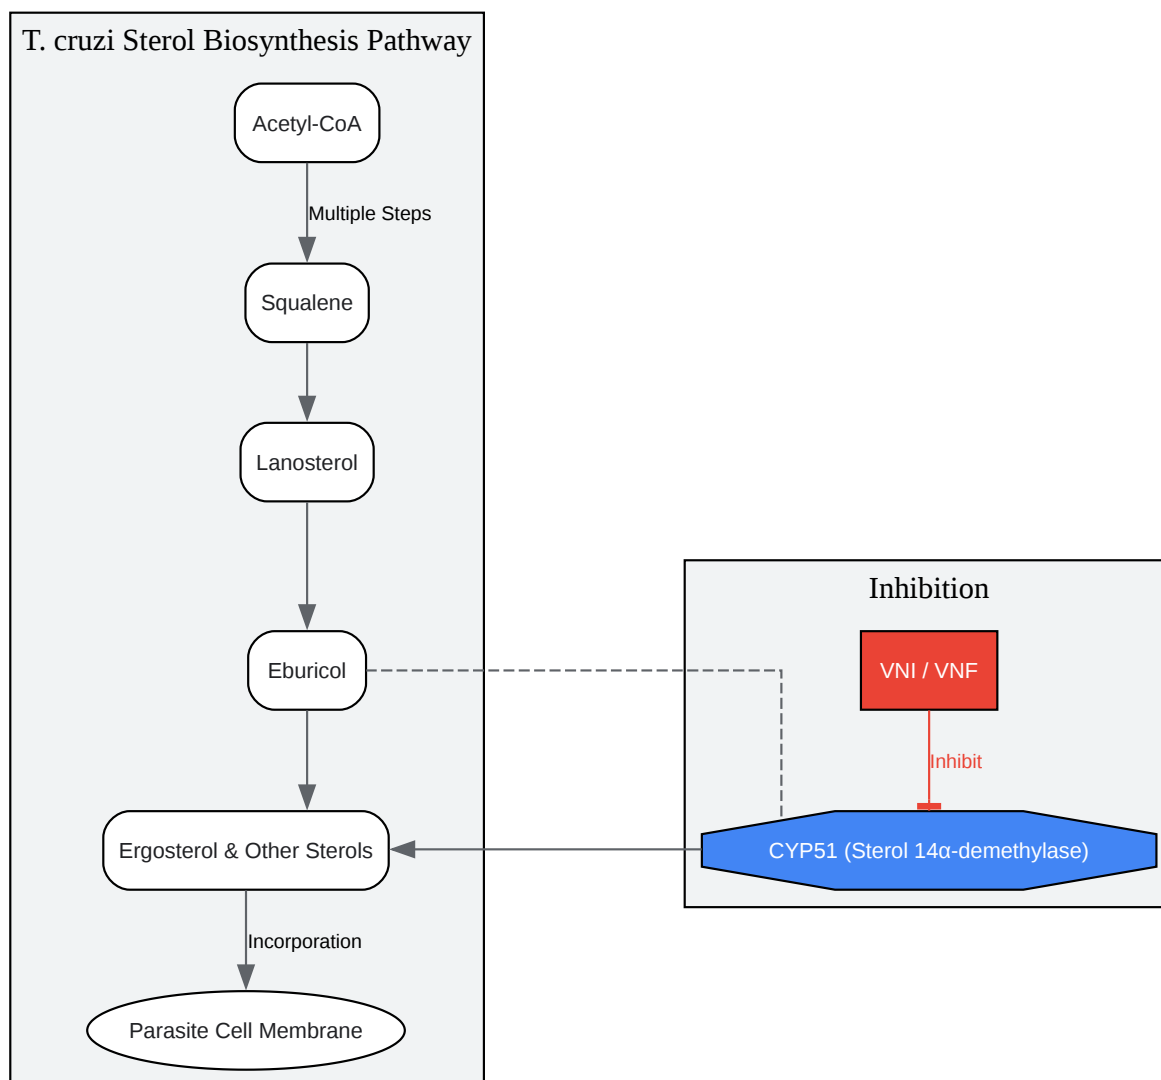 T. cruzi Sterol Biosynthesis Pathway
Acetyl-CoA
Multiple Steps
Squalene
Lanosterol
Eburicol
Ergosterol & Other Sterols
Incorporation
Parasite Cell Membrane
Inhibition
VNI / VNF
Inhibit
CYP51 (Sterol 14α-demethylase)